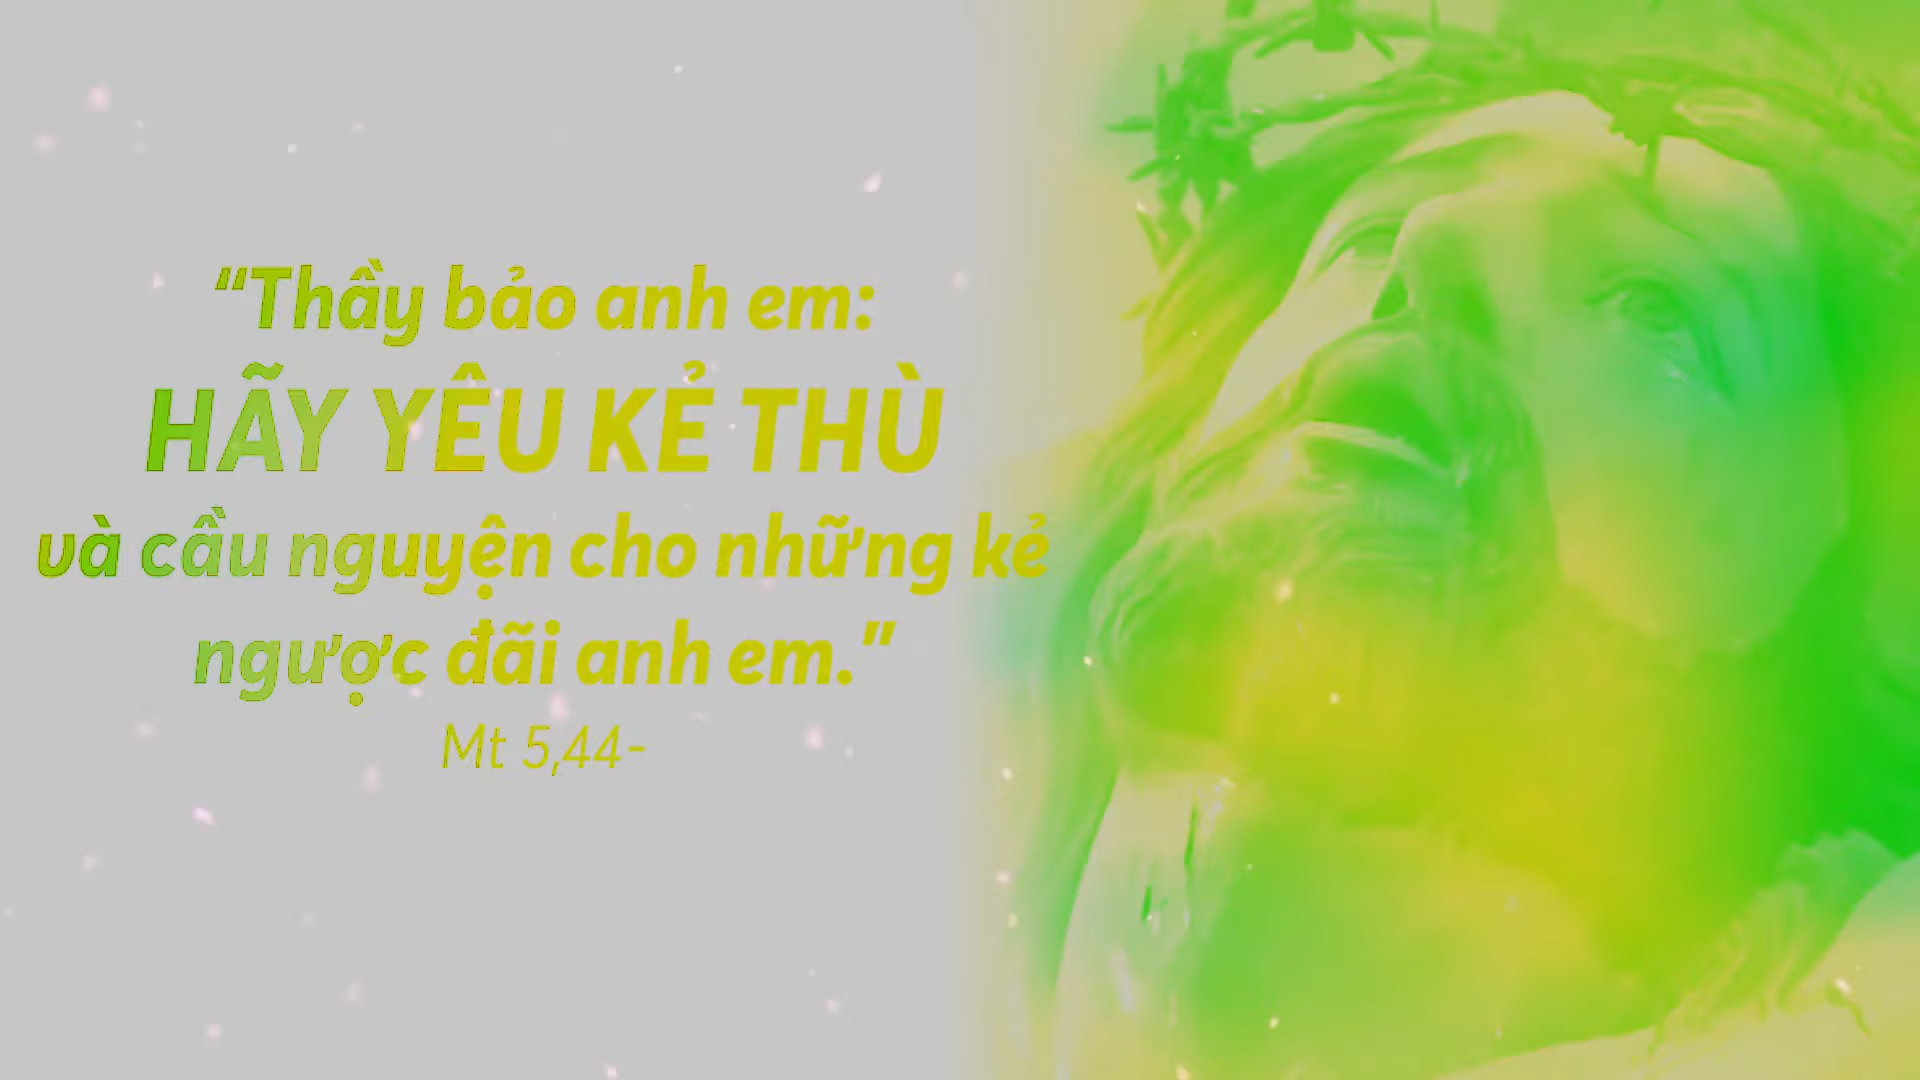 “Thầy bảo anh em:
HÃY YÊU KẺ THÙ
và cầu nguyện cho những kẻ
ngược đãi anh em.”
Mt 5,44-